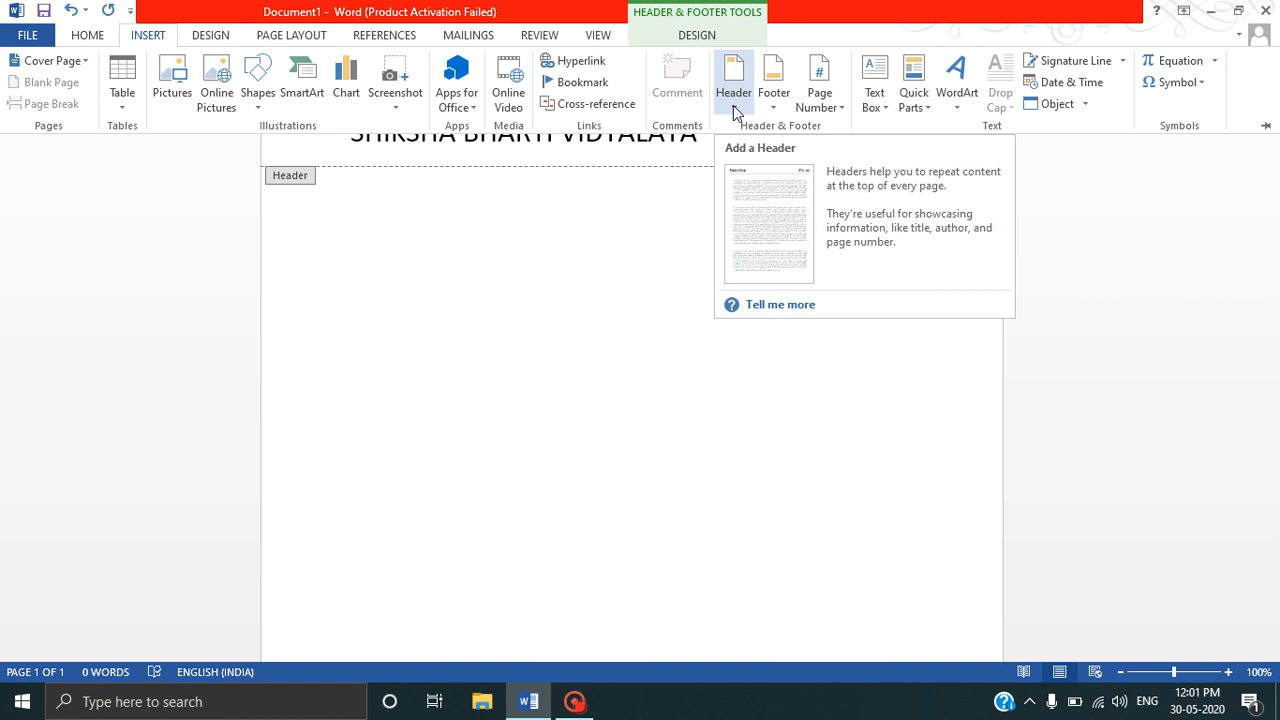 Document1 - Word (Product Activation Failed)
HEADER & FOOTER TOOLS
?
FILE HOME INSERT DESIGN PAGE LAYOUT REFERENCES MAILINGS REVIEW VIEW DESIGN
Cover Page
Blank Page
Page Break
Pages
Table
Tables
Pictures
Online Pictures
Shapes
SmartArt
Chart
Screenshot
Illustrations
Apps for Office
Apps
Online Video
Media
Hyperlink
Bookmark
Cross-reference
Links
Comment
Comments
Header
Footer
Page Number
Header & Footer
Text Box
Quick Parts
WordArt
Drop Cap
Signature Line
Date & Time
Object
Text
Equation
Symbol
Symbols
SHIKSHA BHARTI VIDYALAYA
Header
Add a Header
Headers help you to repeat content
at the top of every page.
They're useful for showcasing
information, like title, author, and
page number.
? Tell me more
PAGE 1 OF 1 0 WORDS ENGLISH (INDIA) 100%
Type here to search
ENG
12:01 PM
30-05-2020
1